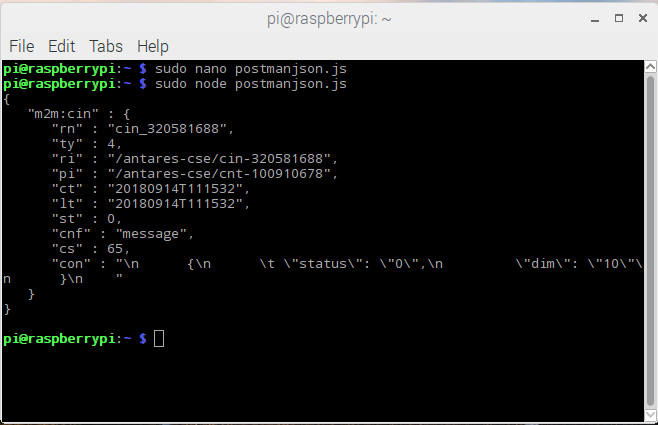 pi@raspberrypi: ~
File Edit Tabs Help
pi@raspberrypi:~ $ sudo nano postmanjson.js
pi@raspberrypi:~ $ sudo node postmanjson.js
{
   "m2m:cin" : {
      "rn" : "cin_320581688",
      "ty" : 4,
      "ri" : "/antares-cse/cin-320581688",
      "pi" : "/antares-cse/cnt-100910678",
      "ct" : "20180914T111532",
      "lt" : "20180914T111532",
      "st" : 0,
      "cnf" : "message",
      "cs" : 65,
      "con" : "\n      {\n      \t \"status\": \"0\",\n         \"dim\": \"10\"\
n      }\n    "
   }
}
pi@raspberrypi:~ $